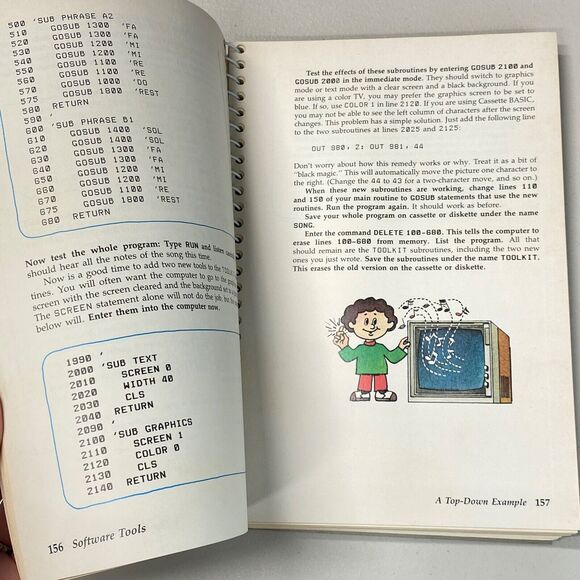 500 'SUB PHRASE A2
510 GOSUB 1300 'FA
520 GOSUB 1300 'FA
530 GOSUB 1200 'MI
540 GOSUB 1200 'MI
550 GOSUB 1100 'RE
560 GOSUB 1100 'RE
570 GOSUB 1000 'DO
575 GOSUB 1800 'REST
580 RETURN
590 '
600 'SUB PHRASE B1
610 GOSUB 1400 'SOL
620 GOSUB 1400 'SOL
630 GOSUB 1300 'FA
640 GOSUB 1300 'FA
650 GOSUB 1200 'MI
660 GOSUB 1200 'MI
670 GOSUB 1100 'RE
675 GOSUB 1800 'REST
680 RETURN
Now test the whole program: Type RUN and listen
should hear all the notes of the song this time.
Now is a good time to add two new tools to the
tines. You will often want the computer to go to the
screen with the screen cleared and the background set to
The SCREEN statement alone will not do the job, but the
below will. Enter them into the computer now.
1990 '
2000 'SUB TEXT
2010 SCREEN 0
2020 WIDTH 40
2030 CLS
2040 RETURN
2090 '
2100 'SUB GRAPHICS
2110 SCREEN 1
2120 COLOR 0
2130 CLS
2140 RETURN
156 Software Tools
Test the effects of these subroutines by entering GOSUB 2100 and
GOSUB 2000 in the immediate mode. They should switch to graphics
mode or text mode with a clear screen and a black background. If you
are using a color TV, you may prefer the graphics screen to be set to
blue. If so, use COLOR 1 in line 2120. If you are using Cassette BASIC,
you may not be able to see the left column of characters after the screen
changes. This problem has a simple solution. Just add the following line
to the two subroutines at lines 2025 and 2125:
OUT 980, 2: OUT 981, 44
Don't worry about how this remedy works or why. Treat it as a bit of
"black magic." This will automatically move the picture one character to
the right. (Change the 44 to 43 for a two-character move, and so on.)
When these new subroutines are working, change lines 110
and 150 of your main routine to GOSUB statements that use the new
routines. Run the program again. It should work as before.
Save your whole program on cassette or diskette under the name
SONG.
Enter the command DELETE 100-680. This tells the computer to
erase lines 100-680 from memory. List the program. All that
should remain are the TOOLKIT subroutines, including the two new
ones you just wrote. Save the subroutines under the name TOOLKIT.
This erases the old version on the cassette or diskette.
A Top-Down Example 157